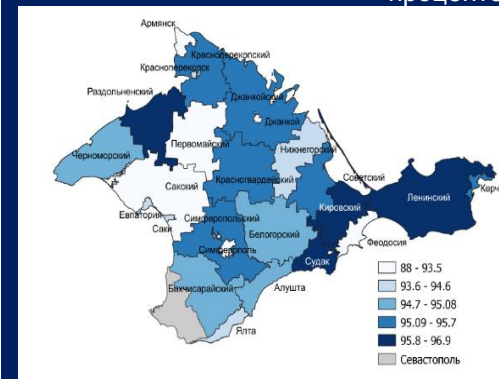 Армянск
Красноперекопский
Красноперекопск
Раздольненский
Джанкойский
Джанкой
Первомайский
Нижнегорский
Черноморский
Сакский
Красногвардейский
Советский
Кировский
Ленинский
Керчь
Евпатория
Саки
Симферопольский
Симферополь
Белогорский
Феодосия
Судак
Бахчисарайский
Алушта
Ялта
88 - 93.5
93.6 - 94.6
94.7 - 95.08
95.09 - 95.7
95.8 - 96.9
Севастополь